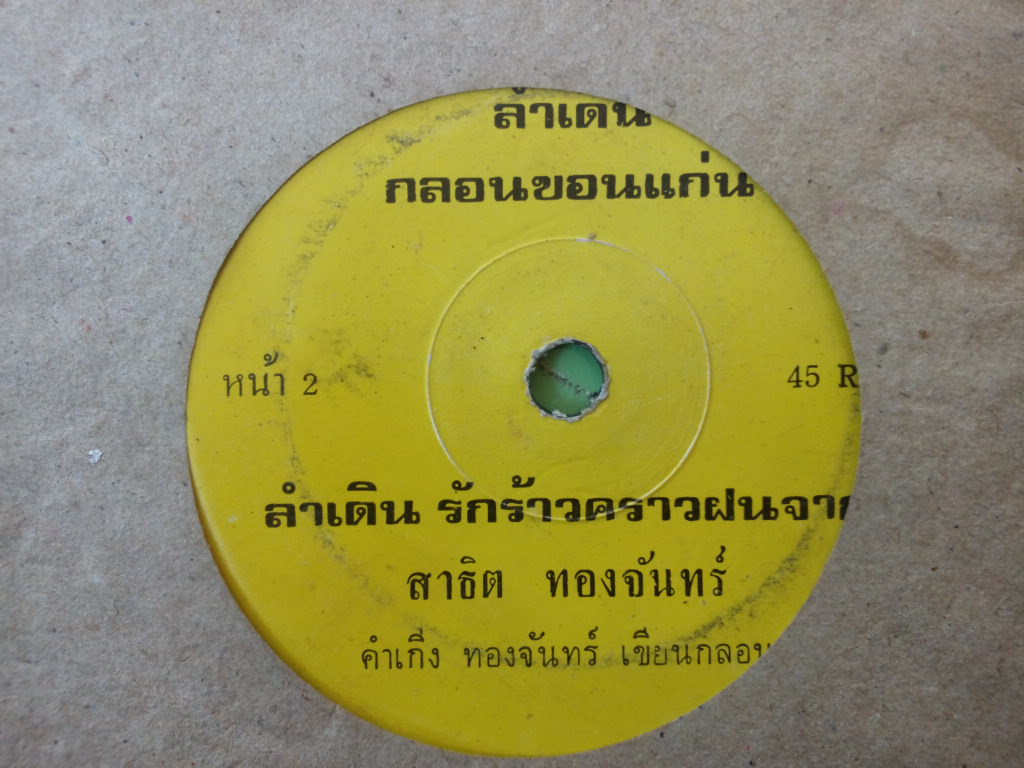 ลำเดิน
กลอนขอนแก่น
หน้า 2
45 R
ลำเดิน รักร้าวคราวฝนจาก
สาธิต ทองจันทร์
คำเกิ่ง ทองจันทร์ เขียนกลอน